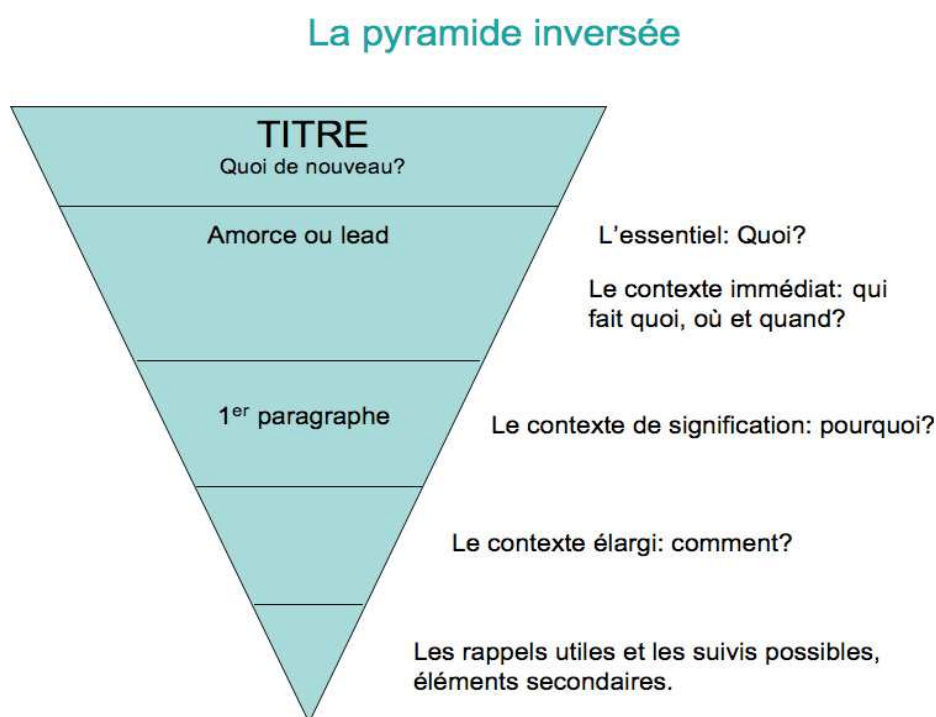 La pyramide inversée
TITRE
Quoi de nouveau?
Amorce ou lead
L'essentiel: Quoi?
Le contexte immédiat: qui
fait quoi, où et quand?
1er paragraphe
Le contexte de signification: pourquoi?
Le contexte élargi: comment?
Les rappels utiles et les suivis possibles,
éléments secondaires.